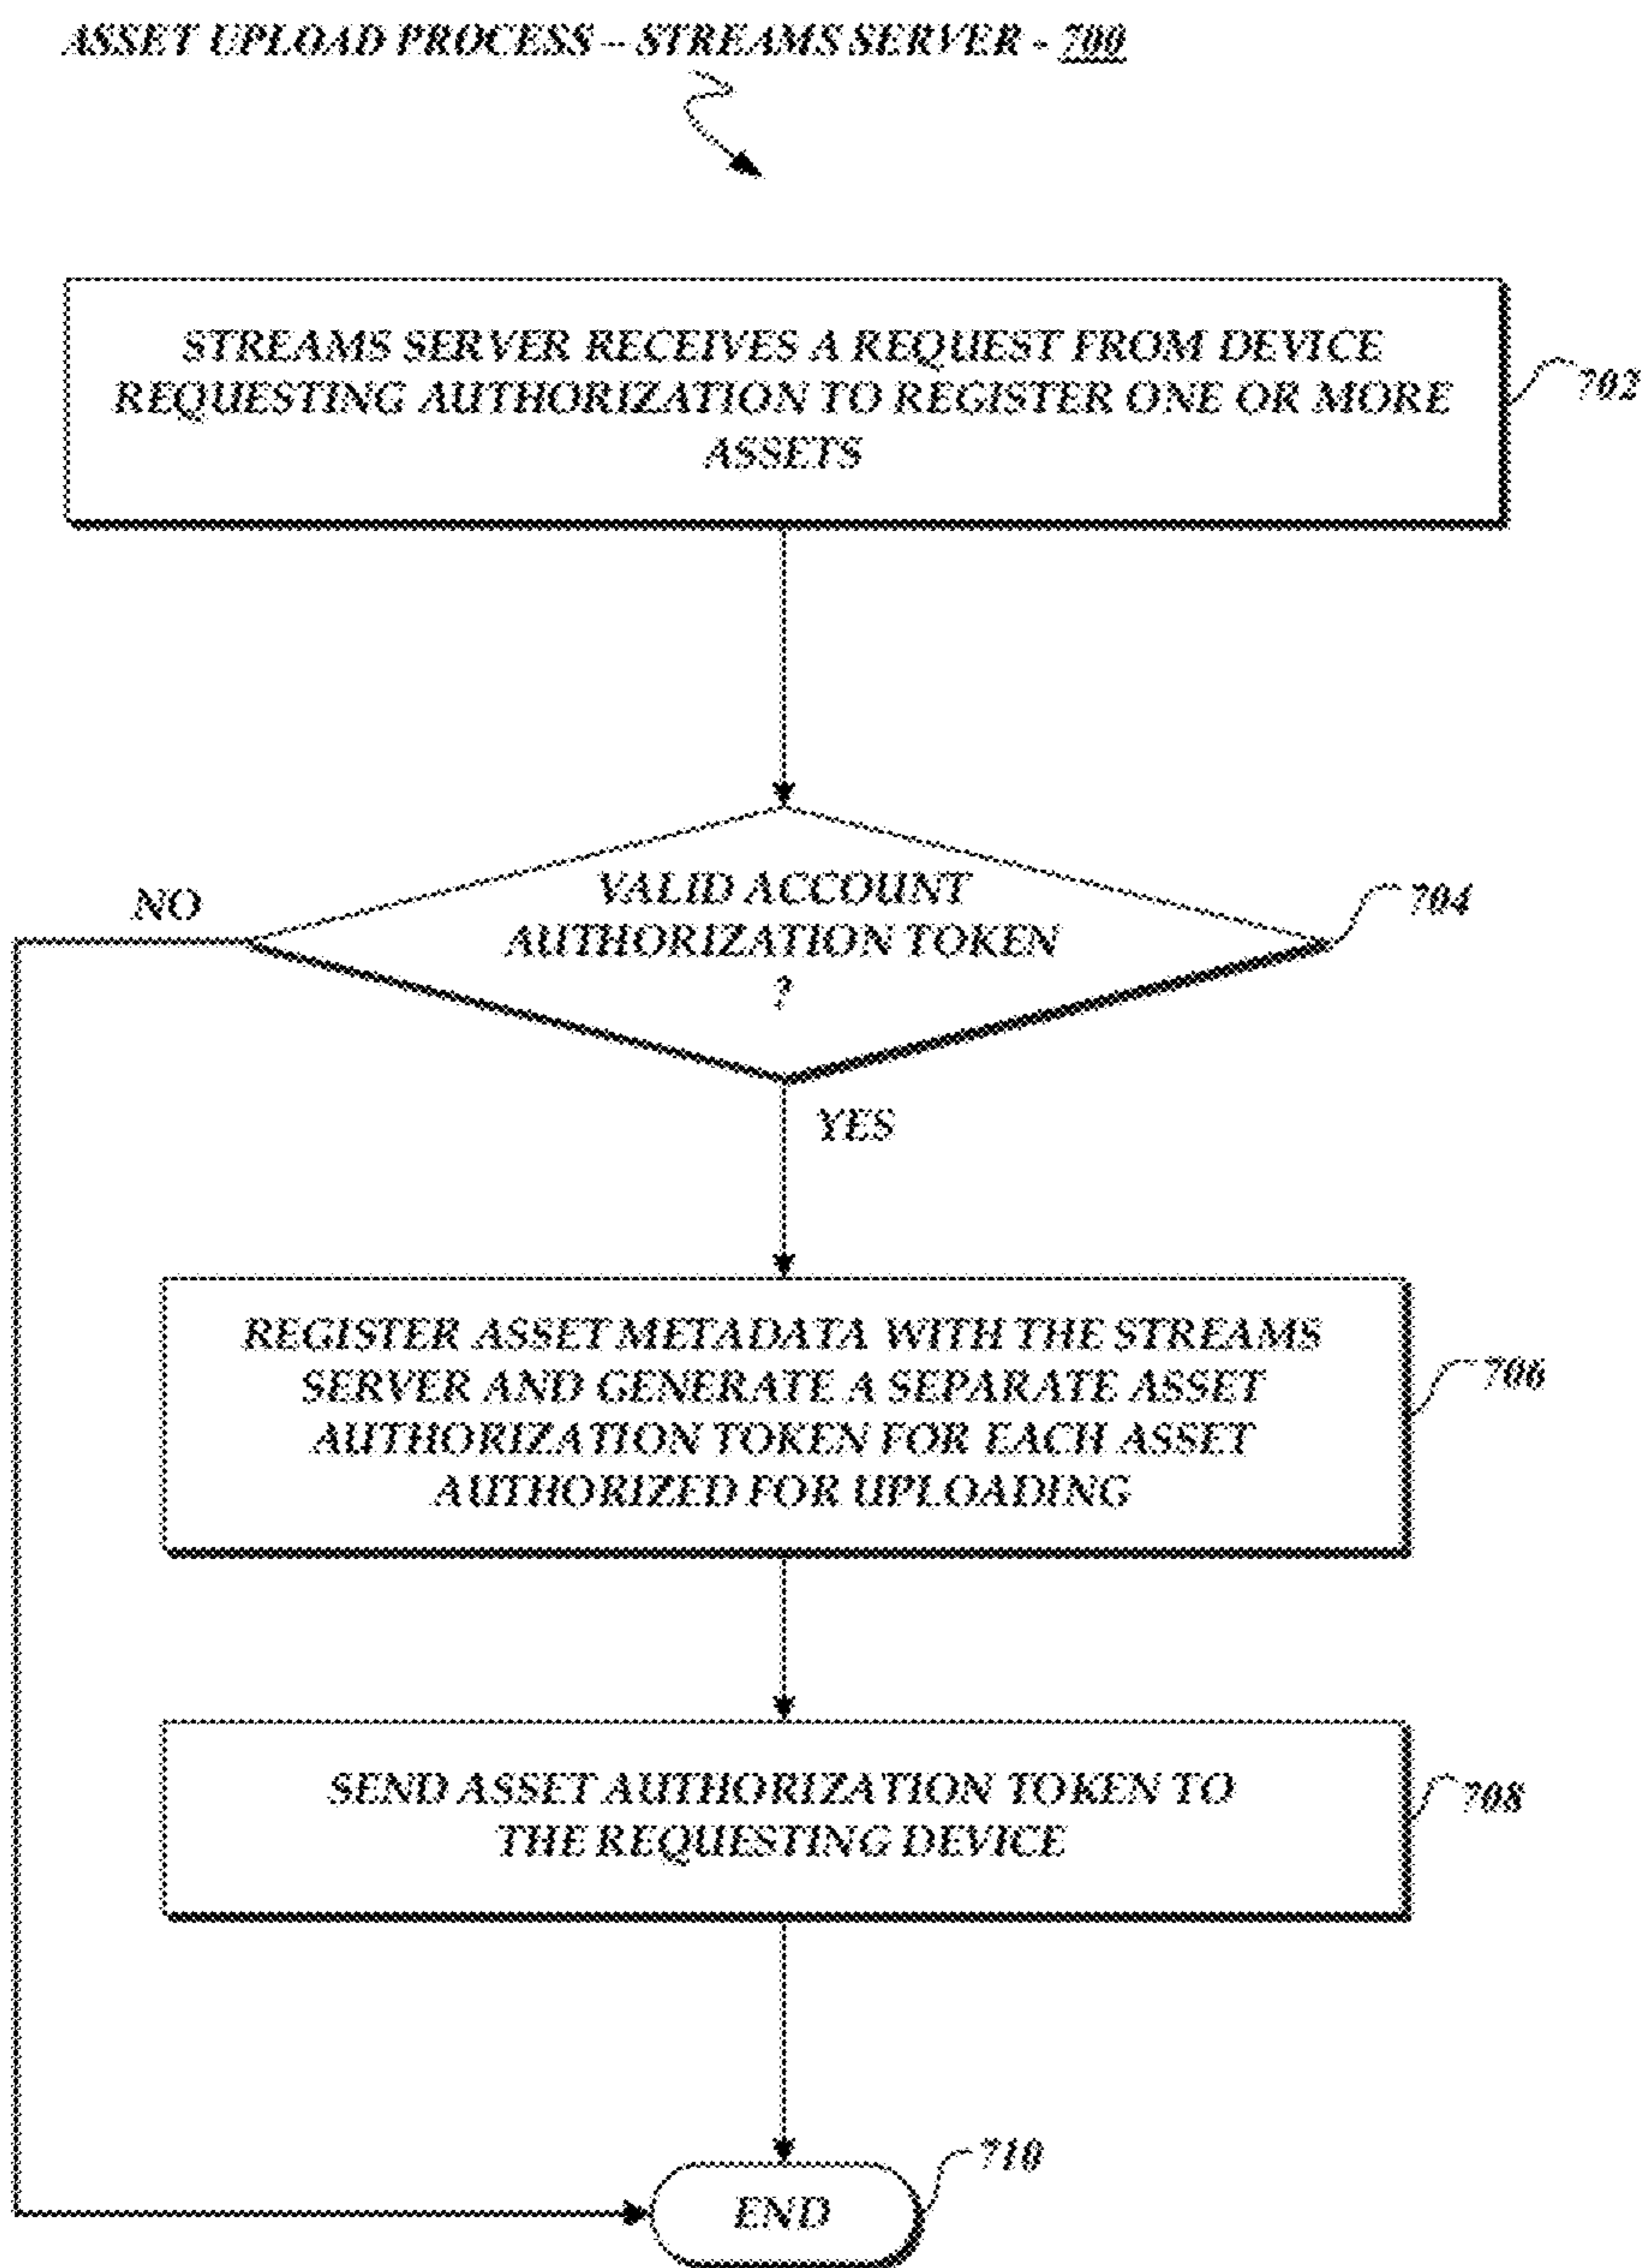 ASSET UPLOAD PROCESS – STREAMS SERVER - 700
STREAMS SERVER RECEIVES A REQUEST FROM DEVICE
REQUESTING AUTHORIZATION TO REGISTER ONE OR MORE
ASSETS
702
VALID ACCOUNT
AUTHORIZATION TOKEN
?
704
NO
YES
REGISTER ASSET METADATA WITH THE STREAMS
SERVER AND GENERATE A SEPARATE ASSET
AUTHORIZATION TOKEN FOR EACH ASSET
AUTHORIZED FOR UPLOADING
706
SEND ASSET AUTHORIZATION TOKEN TO
THE REQUESTING DEVICE
708
710
END